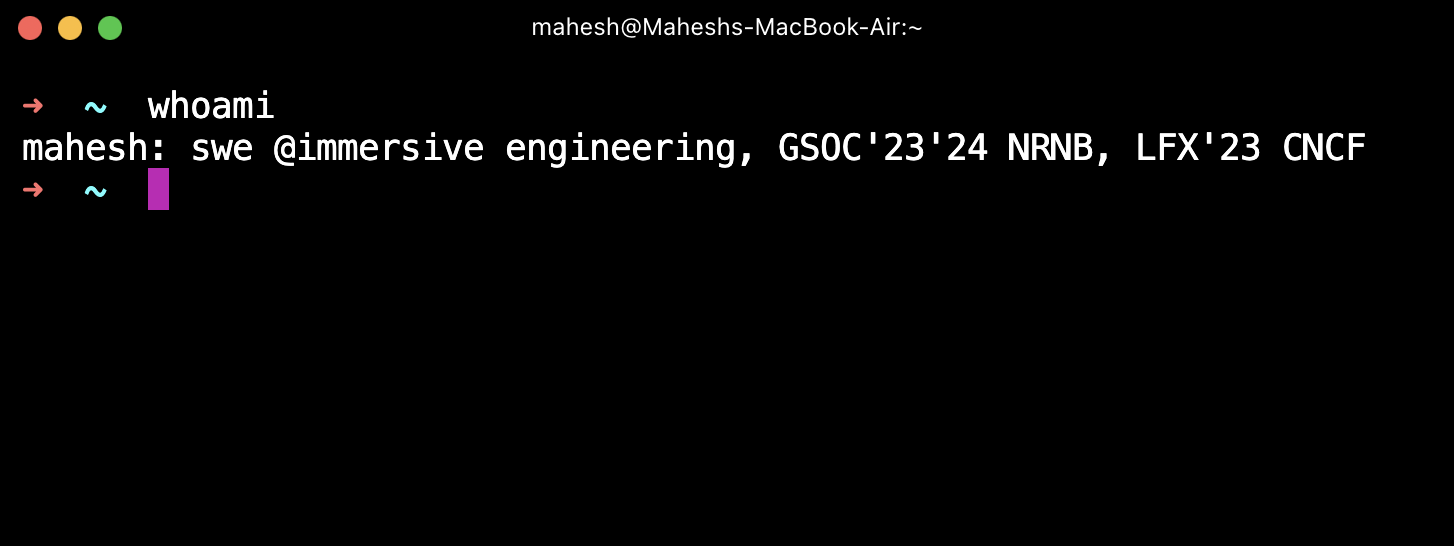 mahesh@Maheshs-MacBook-Air:~
➜ ~ whoami
mahesh: swe @immersive engineering, GSOC'23'24 NRNB, LFX'23 CNCF
➜ ~